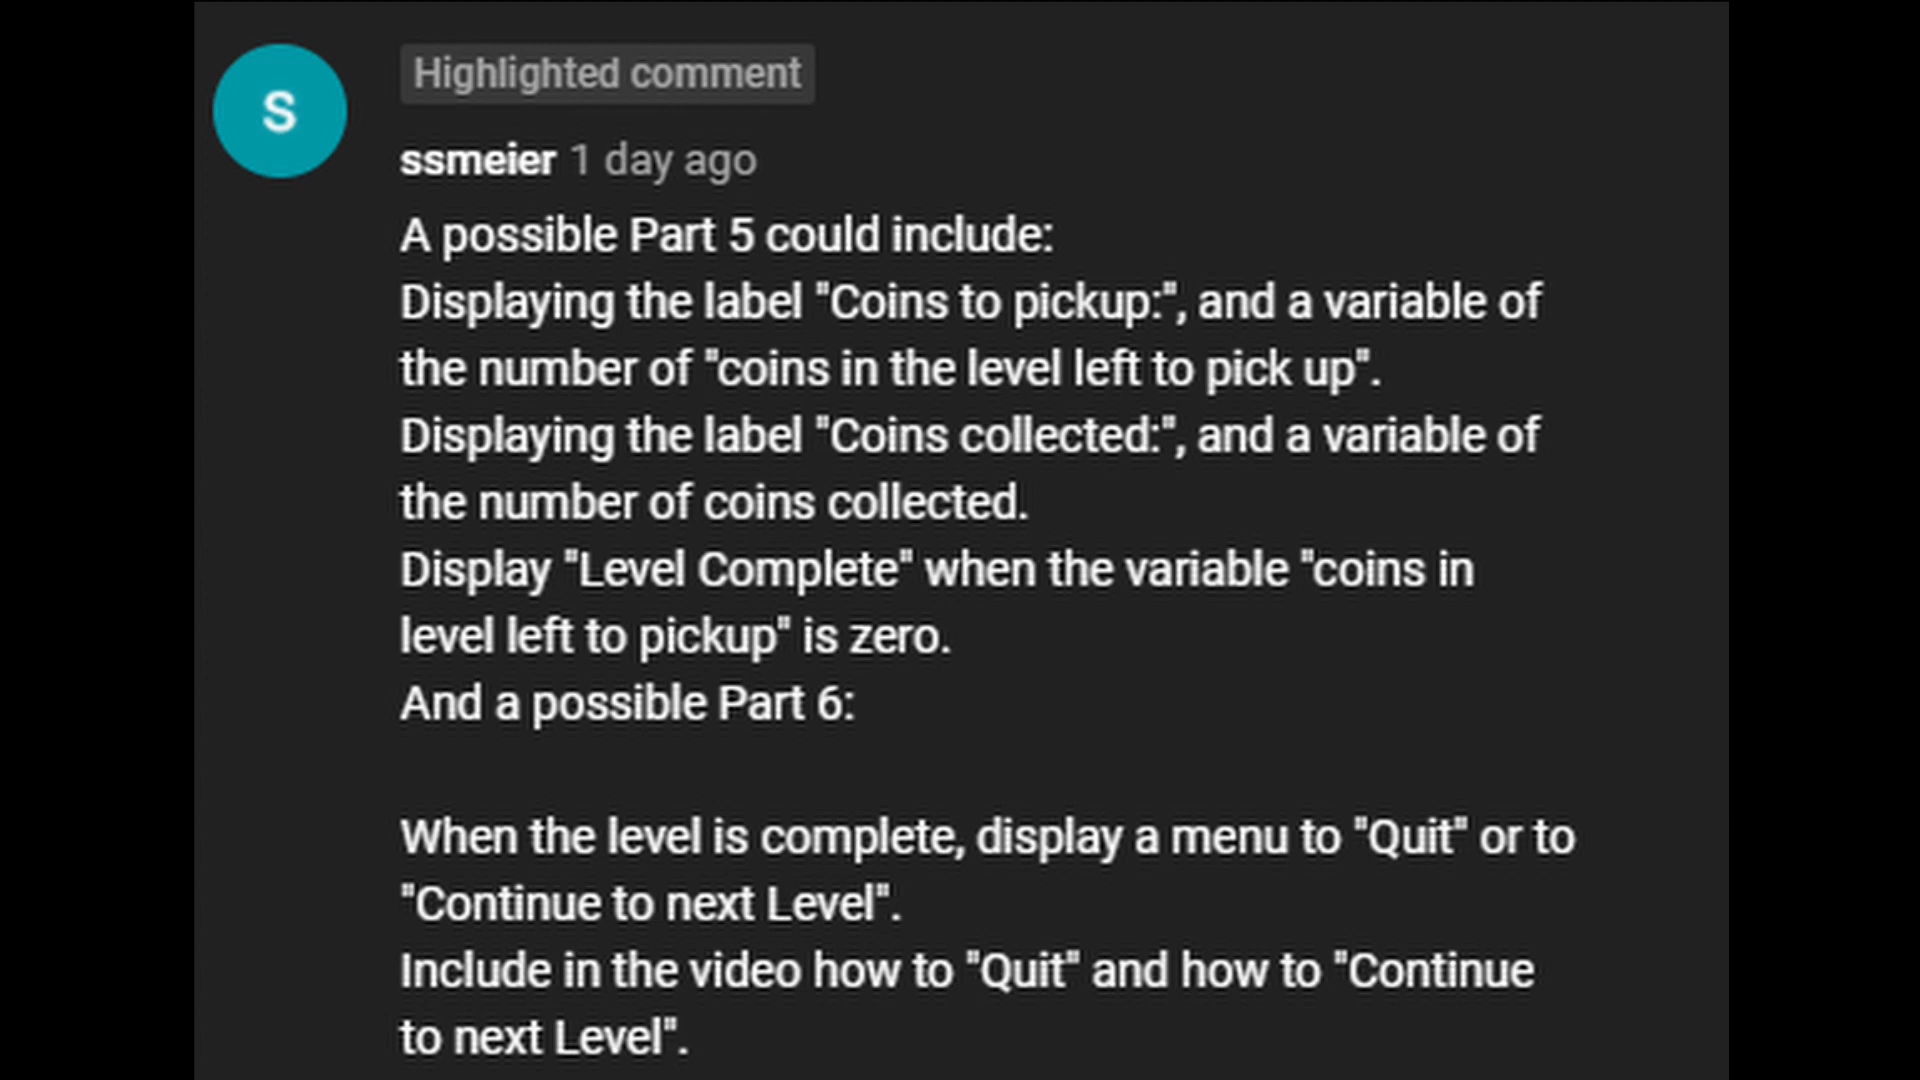 S
Highlighted comment
ssmeier 1 day ago
A possible Part 5 could include:
Displaying the label "Coins to pickup:", and a variable of
the number of "coins in the level left to pick up".
Displaying the label "Coins collected:", and a variable of
the number of coins collected.
Display "Level Complete" when the variable "coins in
level left to pickup" is zero.
And a possible Part 6:
When the level is complete, display a menu to "Quit" or to
"Continue to next Level".
Include in the video how to "Quit" and how to "Continue
to next Level".